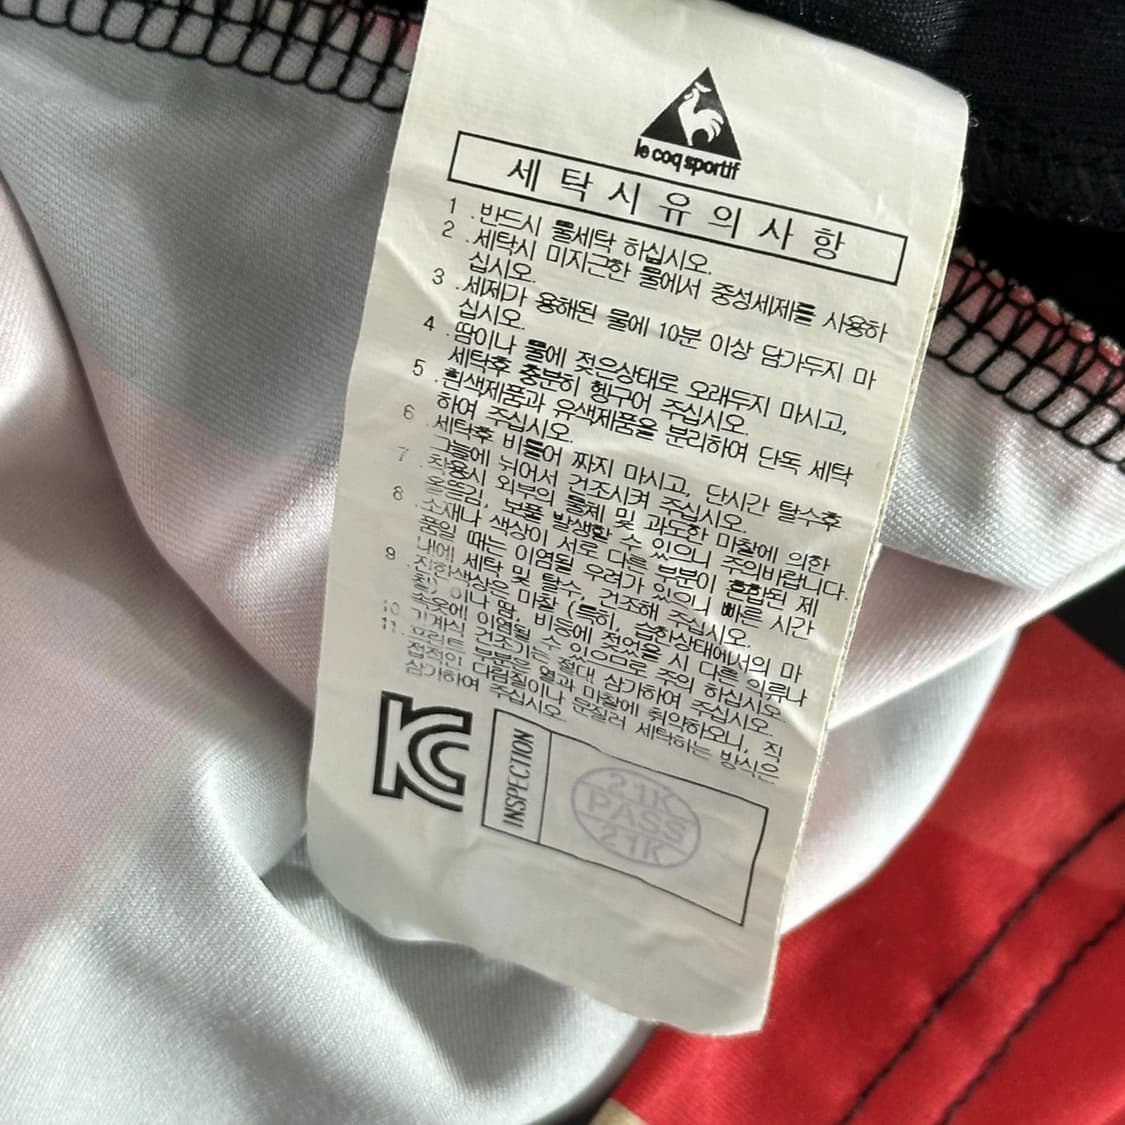 le coq sportif
세탁시유의사항
1 . 반드시 물세탁 하십시오.
2 . 세탁시 미지근한 물에서 중성세제를 사용하
십시오.
3 . 세제가 용해된 물에 10분 이상 담가두지 마
십시오.
4 . 땀이나 물에 젖은상태로 오래두지 마시고,
세탁후 충분히 헹구어 주십시오.
5 . 흰색제품과 유색제품을 분리하여 단독 세탁
하여 주십시오.
6 . 세탁후 비틀어 짜지 마시고, 단시간 탈수후
그늘에 뉘어서 건조시켜 주십시오.
7 . 착용시 외부의 물체 및 과도한 마찰에 의한
올뜯김, 보풀 발생할 수 있으니 주의바랍니다.
8 . 소재나 색상이 서로 다른 부분이 혼합된 제
품일 때는 이염될 우려가 있으니 빠른 시간
내에 세탁 및 탈수, 건조해 주십시오.
9 . 진한색상은 마찰 (특히, 습한상태에서의 마
찰) 이나 땀, 비등에 젖었을 시 다른 의류나
속옷에 이염될 수 있으므로 주의 하십시오.
10. 기계식 건조기는 절대 삼가하여 주십시오.
11. 프린트 부분은 열과 마찰에 취약하오니, 직
접적인 다림질이나 문질러 세탁하는 방식은
삼가하여 주십시오.
KC
INSPECTION
21K
PASS
21K